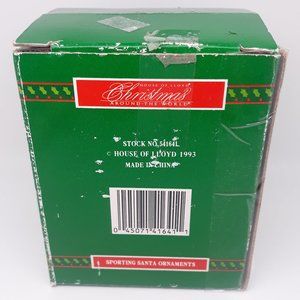 HOUSE OF LLOYD
Christmas
AROUND THE WORLD
STOCK NO.
© HOUSE OF LLOYD 1993
MADE IN CHINA
0 45071 41641 1
SPORTING SANTA ORNAMENTS